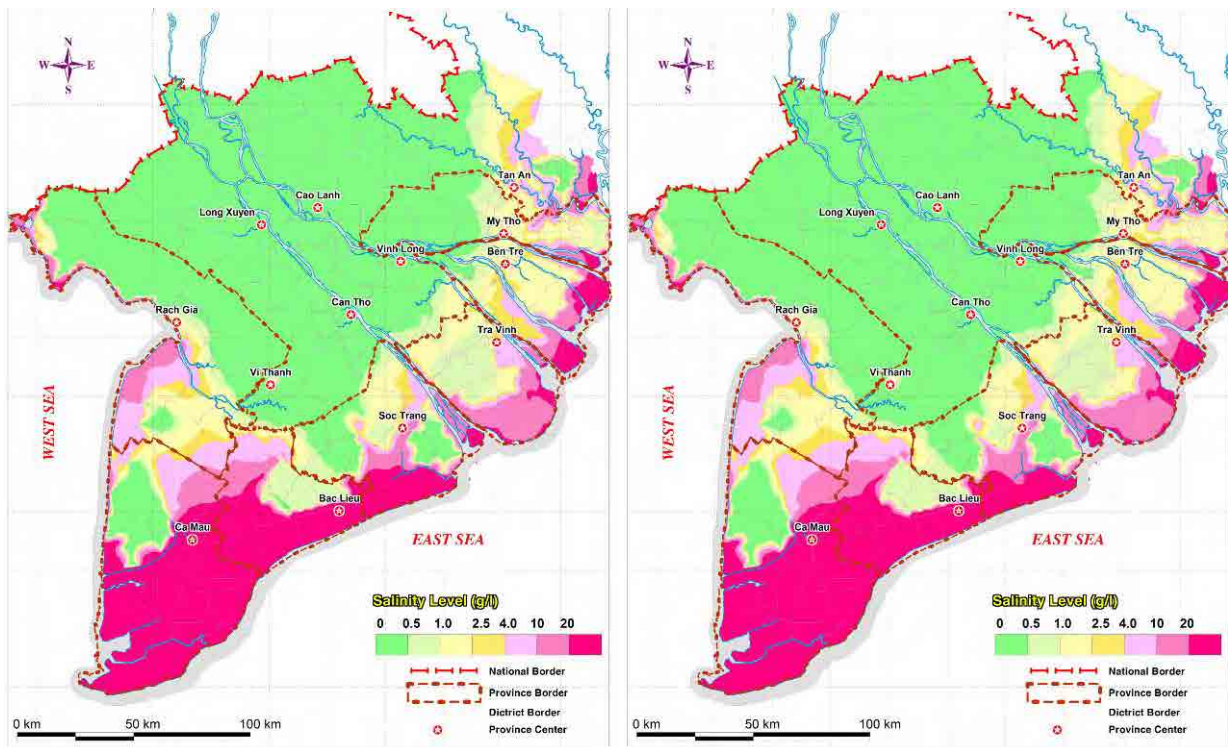 N
W E
S
Tan An
Cao Lanh
Long Xuyen
My Tho
Vinh Long
Ben Tre
Rach Gia
Can Tho
Tra Vinh
Vi Thanh
Soc Trang
WEST SEA
Bac Lieu
Ca Mau
EAST SEA
Salinity Level (g/l)
0 0.5 1.0 2.5 4.0 10 20
National Border
Province Border
District Border
Province Center
0 km 50 km 100 km
N
W E
S
Tan An
Cao Lanh
Long Xuyen
My Tho
Vinh Long
Ben Tre
Rach Gia
Can Tho
Tra Vinh
Vi Thanh
Soc Trang
WEST SEA
Bac Lieu
Ca Mau
EAST SEA
Salinity Level (g/l)
0 0.5 1.0 2.5 4.0 10 20
National Border
Province Border
District Border
Province Center
0 km 50 km 100 km